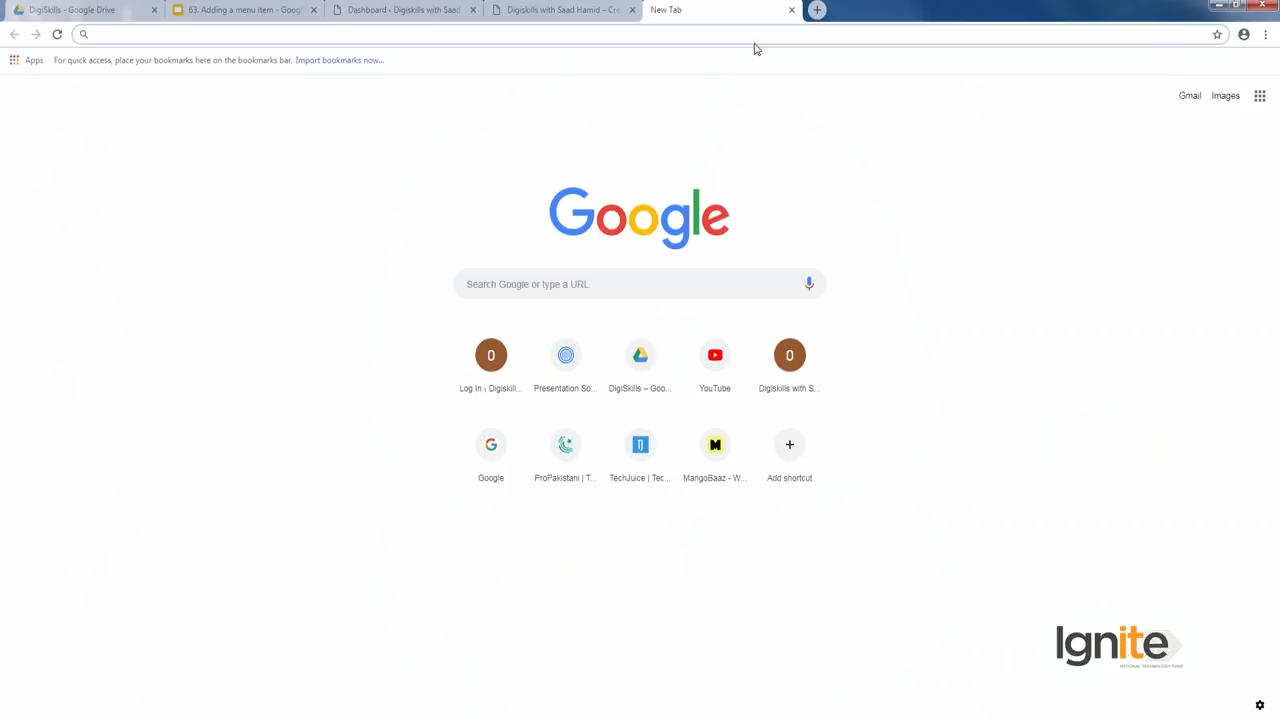 DigiSkills - Google Drive
63. Adding a menu item - Goog
Dashboard ‹ Digiskills with Saad
Digiskills with Saad Hamid – Cre
New Tab
Apps
For quick access, place your bookmarks here on the bookmarks bar. Import bookmarks now...
Gmail Images
Google
Search Google or type a URL
0
0
Log In ‹ Digiskill...
Presentation So...
DigiSkills – Goo...
YouTube
Digiskills with S...
Google
ProPakistani | T...
TechJuice | Tec...
MangoBaaz - W...
Add shortcut
Ignite
NATIONAL TECHNOLOGY FUND